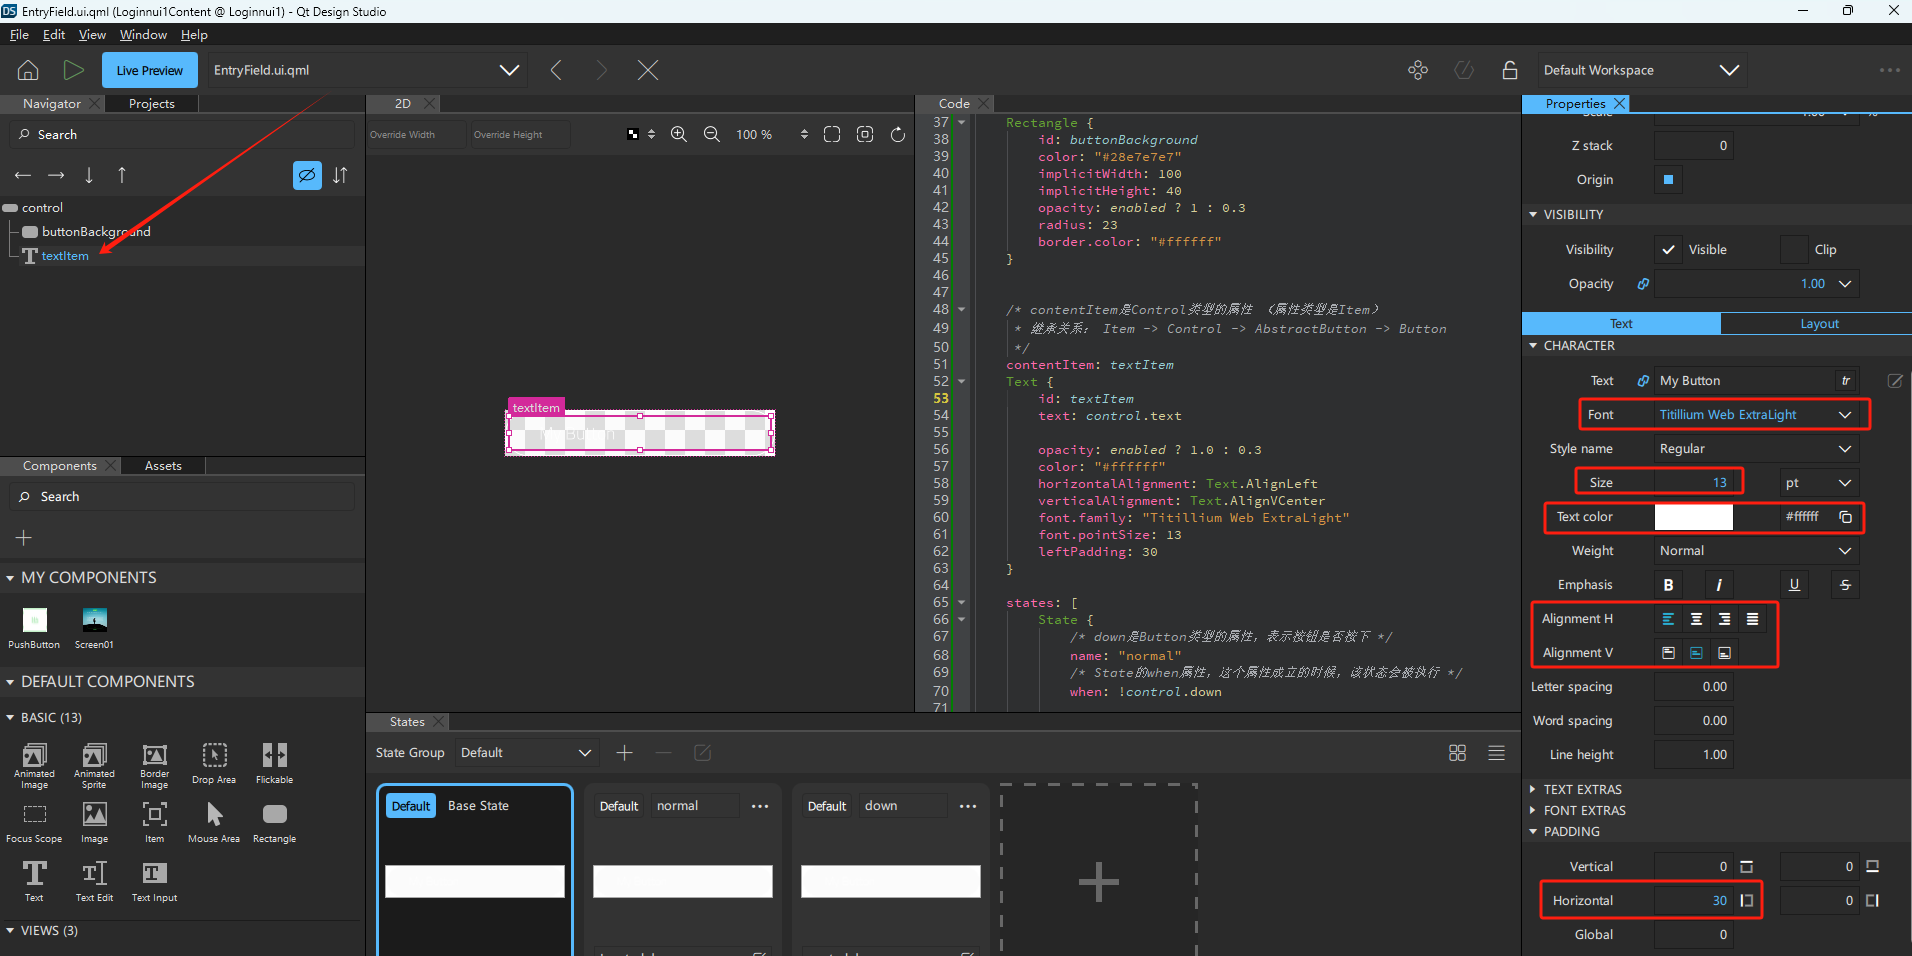 EntryField.ui.qml (Loginnui1Content @ Loginnui1) - Qt Design Studio
File Edit View Window Help
Live Preview
EntryField.ui.qml
Default Workspace
Navigator
Projects
Search
control
buttonBackground
textItem
Components
Assets
Search
MY COMPONENTS
PushButton
Screen01
DEFAULT COMPONENTS
BASIC (13)
Animated Image
Animated Sprite
Border Image
Drop Area
Flickable
Focus Scope
Image
Item
Mouse Area
Rectangle
Text
Text Edit
Text Input
VIEWS (3)
2D
Override Width
Override Height
100 %
textItem
My Button
Code
37 Rectangle {
38 id: buttonBackground
39 color: "#28e7e7e7"
40 implicitWidth: 100
41 implicitHeight: 40
42 opacity: enabled ? 1 : 0.3
43 radius: 23
44 border.color: "#ffffff"
45 }
46
47
48 /* contentItem是Control类型的属性 （属性类型是Item）
49 * 继承关系： Item -> Control -> AbstractButton -> Button
50 */
51 contentItem: textItem
52 Text {
53 id: textItem
54 text: control.text
55
56 opacity: enabled ? 1.0 : 0.3
57 color: "#ffffff"
58 horizontalAlignment: Text.AlignLeft
59 verticalAlignment: Text.AlignVCenter
60 font.family: "Titillium Web ExtraLight"
61 font.pointSize: 13
62 leftPadding: 30
63 }
64
65 states: [
66 State {
67 /* down是Button类型的属性，表示按钮是否按下 */
68 name: "normal"
69 /* State的when属性，这个属性成立的时候，该状态会被执行 */
70 when: !control.down
71
States
State Group
Default
Default Base State
Default normal
Default down
Properties
Scale 1.00 %
Z stack 0
Origin
VISIBILITY
Visibility Visible Clip
Opacity 1.00
Text
Layout
CHARACTER
Text My Button tr
Font Titillium Web ExtraLight
Style name Regular
Size 13 pt
Text color #ffffff
Weight Normal
Emphasis B i U S
Alignment H
Alignment V
Letter spacing 0.00
Word spacing 0.00
Line height 1.00
TEXT EXTRAS
FONT EXTRAS
PADDING
Vertical 0 0
Horizontal 30 0
Global 0